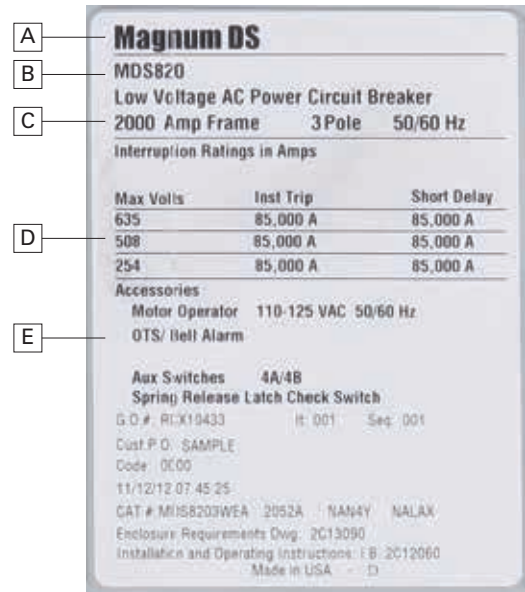 A
Magnum DS
B
MDS820
Low Voltage AC Power Circuit Breaker
C
2000 Amp Frame 3 Pole 50/60 Hz
Interruption Ratings in Amps
Max Volts Inst Trip Short Delay
635 85,000 A 85,000 A
D
508 85,000 A 85,000 A
254 85,000 A 85,000 A
Accessories
Motor Operator 110-125 VAC 50/60 Hz
E
OTS/ Bell Alarm
Aux Switches 4A/4B
Spring Release Latch Check Switch
G.O #: It: 001 Seq: 001
Cust P.O. SAMPLE
Code: 0000
11/12/12 07:45:25
CAT # MDS8203WEA 2052A NAN4Y NALAX
Enclosure Requirements Dwg: 2C13090
Installation and Operating Instructions: I.B. 2C12060
Made in USA -